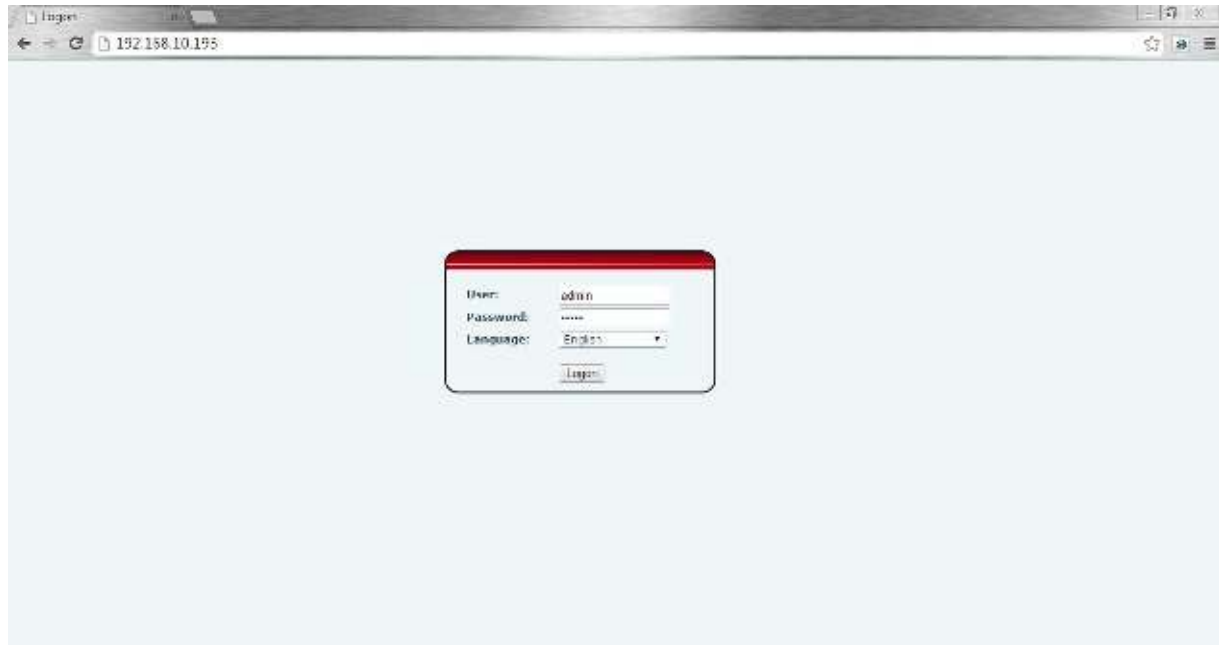 Logon
192.168.10.195
User: admin
Password: •••••
Language: English
Logon